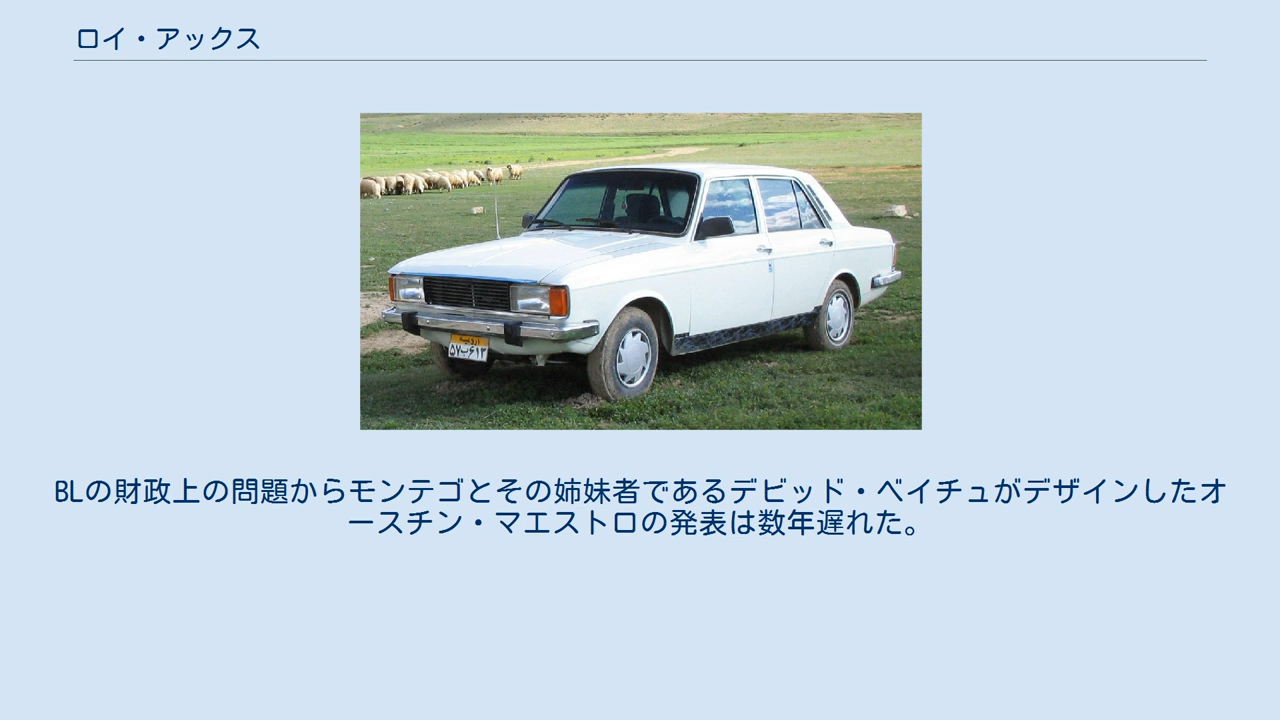 ロイ・アックス
ارومیه
۵۷ب۶۱۳
BLの財政上の問題からモンテゴとその姉妹者であるデビッド・ベイチュがデザインしたオ
ースチン・マエストロの発表は数年遅れた。